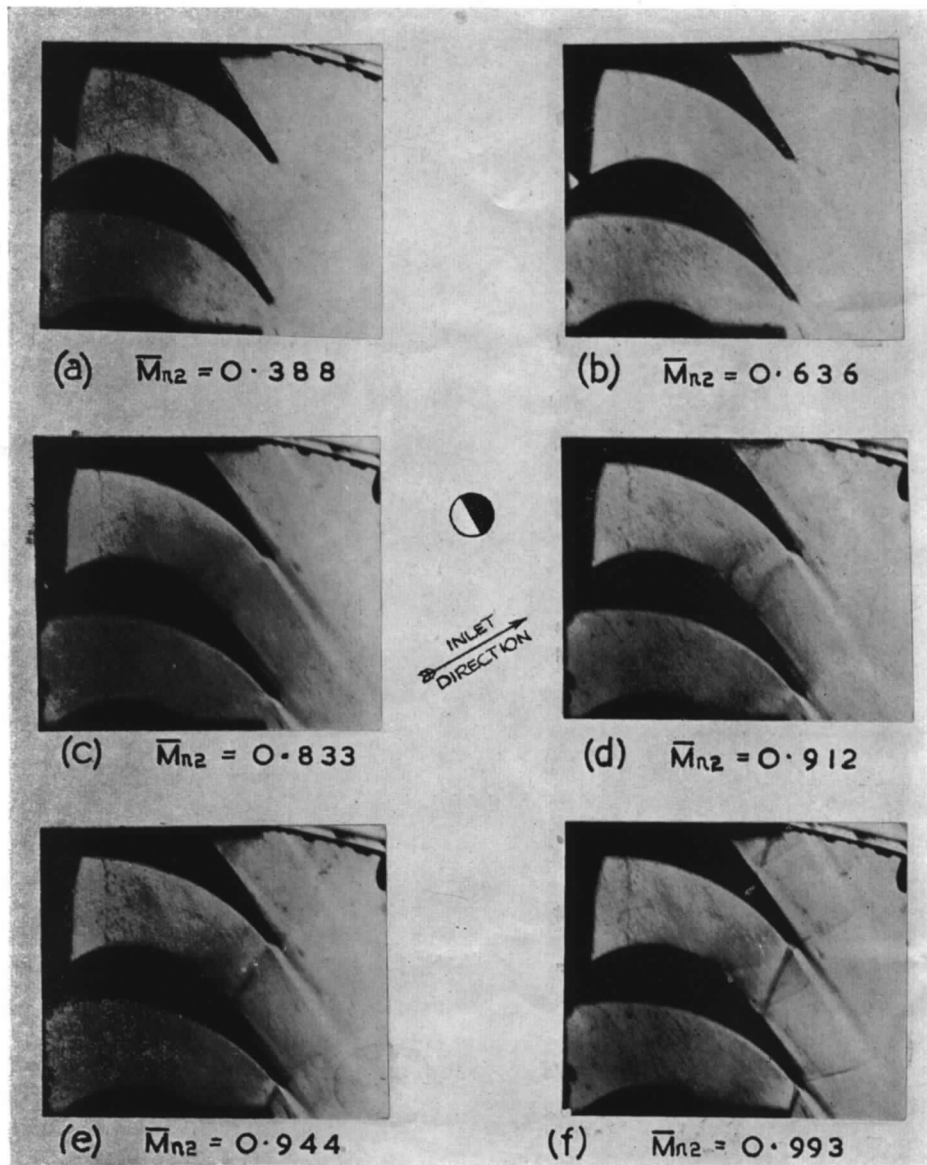 (a) M̅n2 = 0·388
(b) M̅n2 = 0·636
INLET
DIRECTION
(c) M̅n2 = 0·833
(d) M̅n2 = 0·912
(e) M̅n2 = 0·944
(f) M̅n2 = 0·993